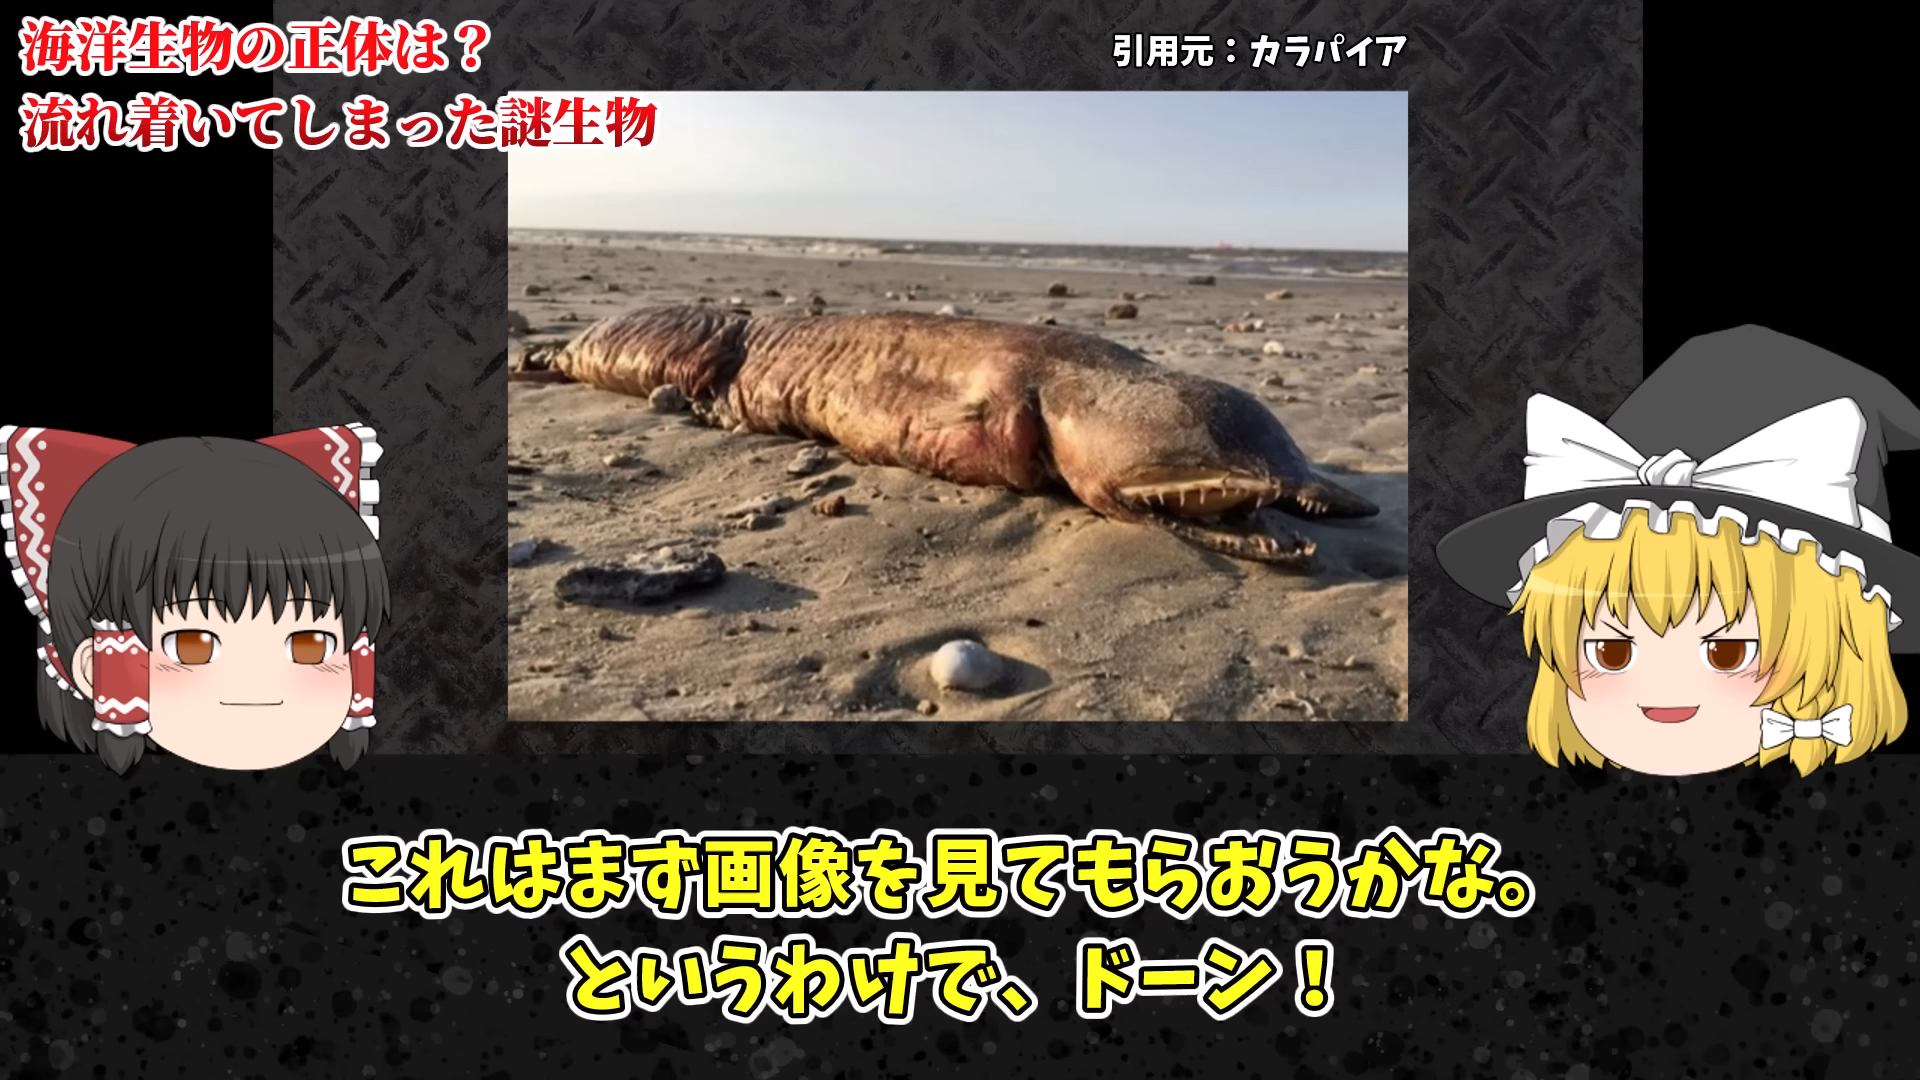 海洋生物の正体は？
流れ着いてしまった謎生物
引用元：カラパイア
これはまず画像を見てもらおうかな。
というわけで、ドーン！